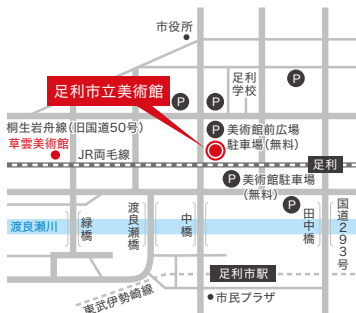 市役所
足利市立美術館
足利
学校
P
P
P
P
美術館前広場
駐車場(無料)
桐生岩舟線(旧国道50号)
草雲美術館
JR両毛線
足利
P
美術館駐車場
(無料)
P
渡良瀬川
緑橋
渡良瀬橋
中橋
田中橋
国道293号
足利市駅
東武伊勢崎線
市民プラザ